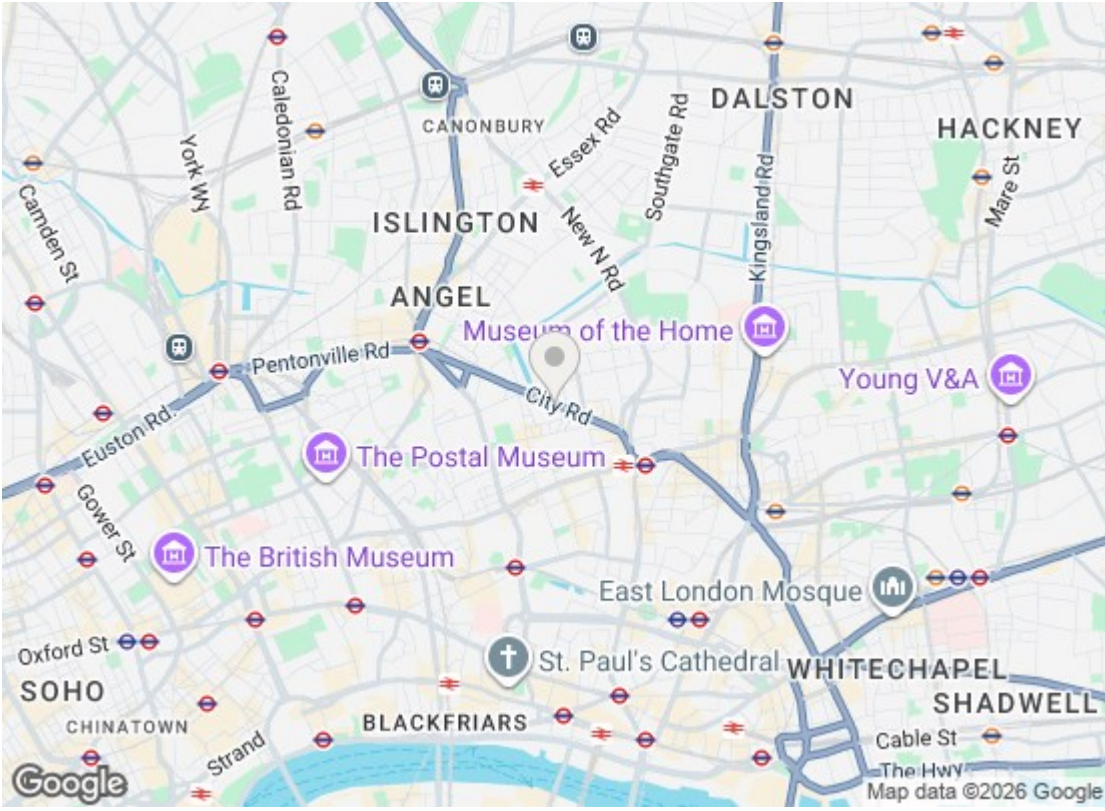 DALSTON
HACKNEY
CANONBURY
Caledonian Rd
York Wy
Essex Rd
Southgate Rd
Mare St
Camden St
ISLINGTON
New N Rd
Kingsland Rd
ANGEL
Museum of the Home
Pentonville Rd
Young V&A
City Rd
Euston Rd.
The Postal Museum
Gower St
The British Museum
East London Mosque
Oxford St
St. Paul's Cathedral
WHITECHAPEL
SOHO
SHADWELL
CHINATOWN
BLACKFRIARS
Strand
Cable St
The Hwy
Google
Map data ©2026 Google